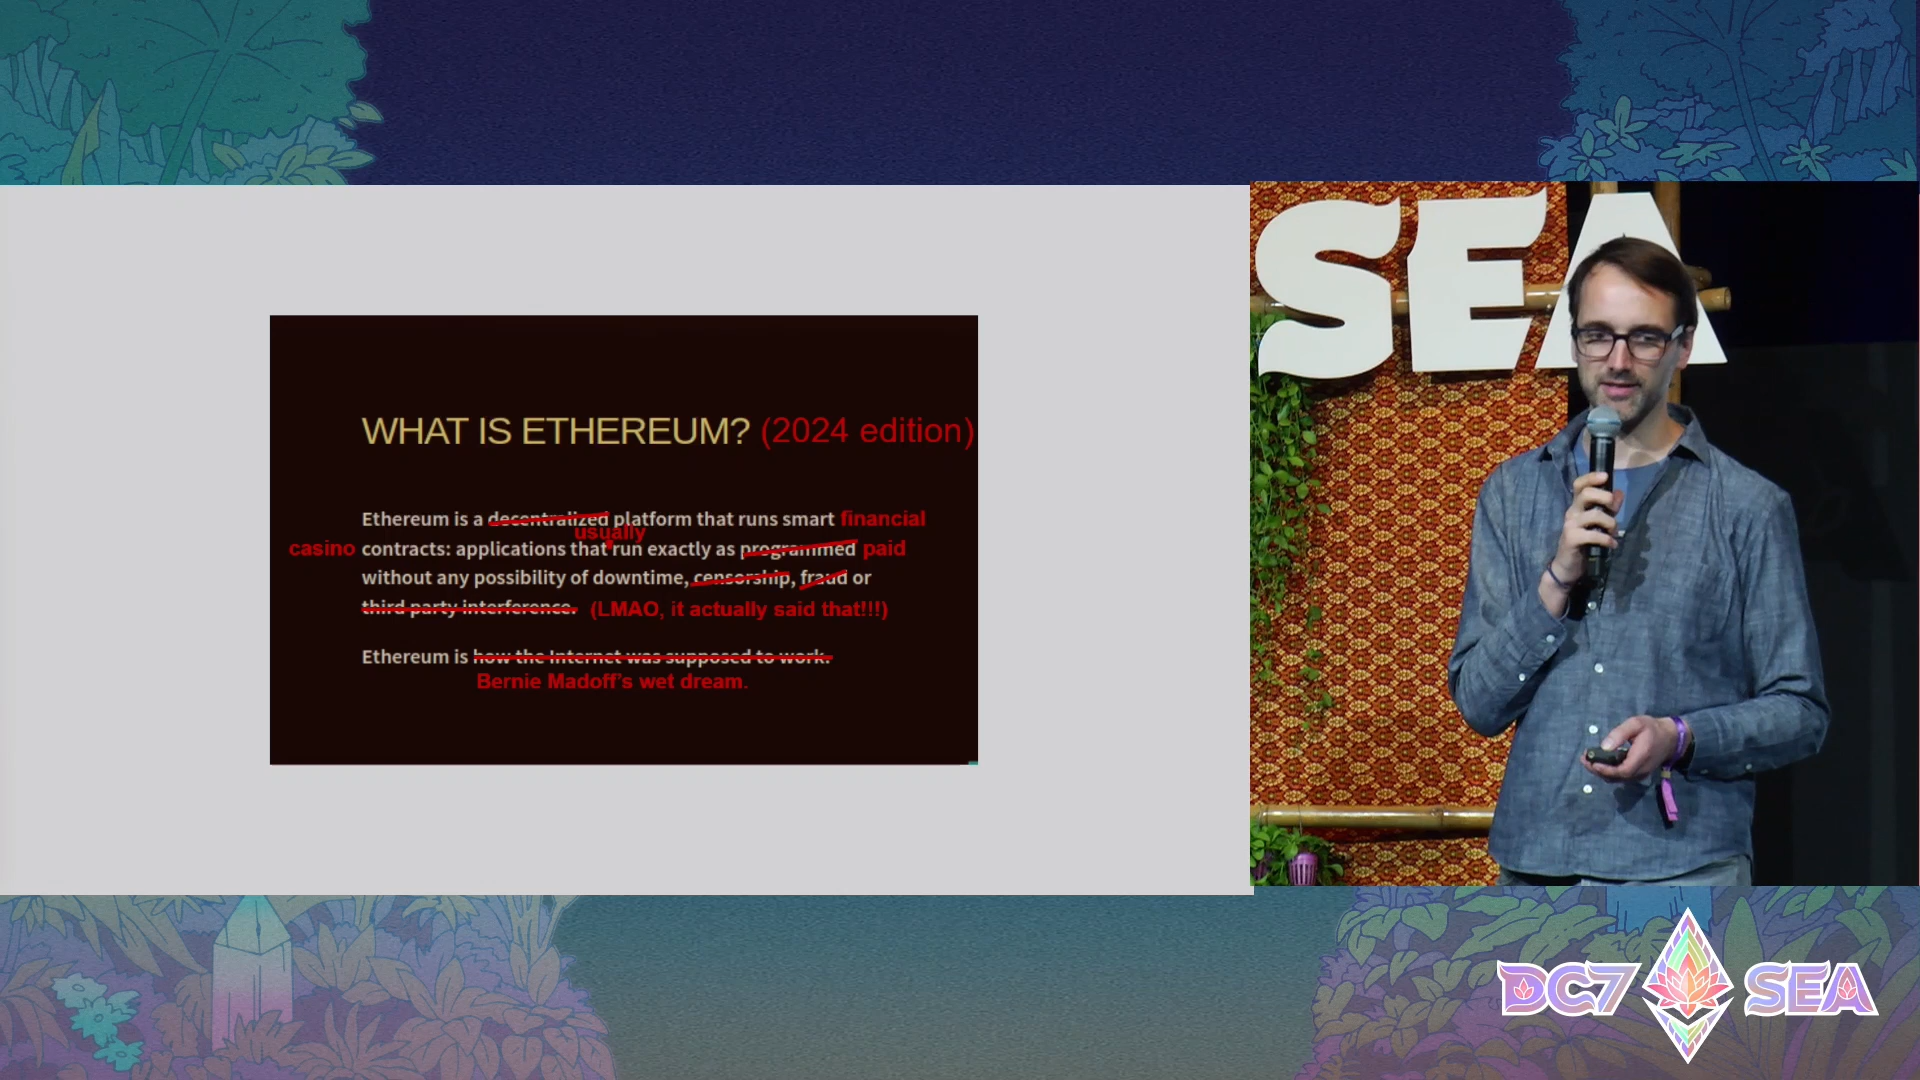 SEA
WHAT IS ETHEREUM? (2024 edition)
Ethereum is a decentralized platform that runs smart financial
usually
casino contracts: applications that run exactly as programmed paid
without any possibility of downtime, censorship, fraud or
third party interference. (LMAO, it actually said that!!!)
Ethereum is how the Internet was supposed to work.
Bernie Madoff's wet dream.
DC7 SEA